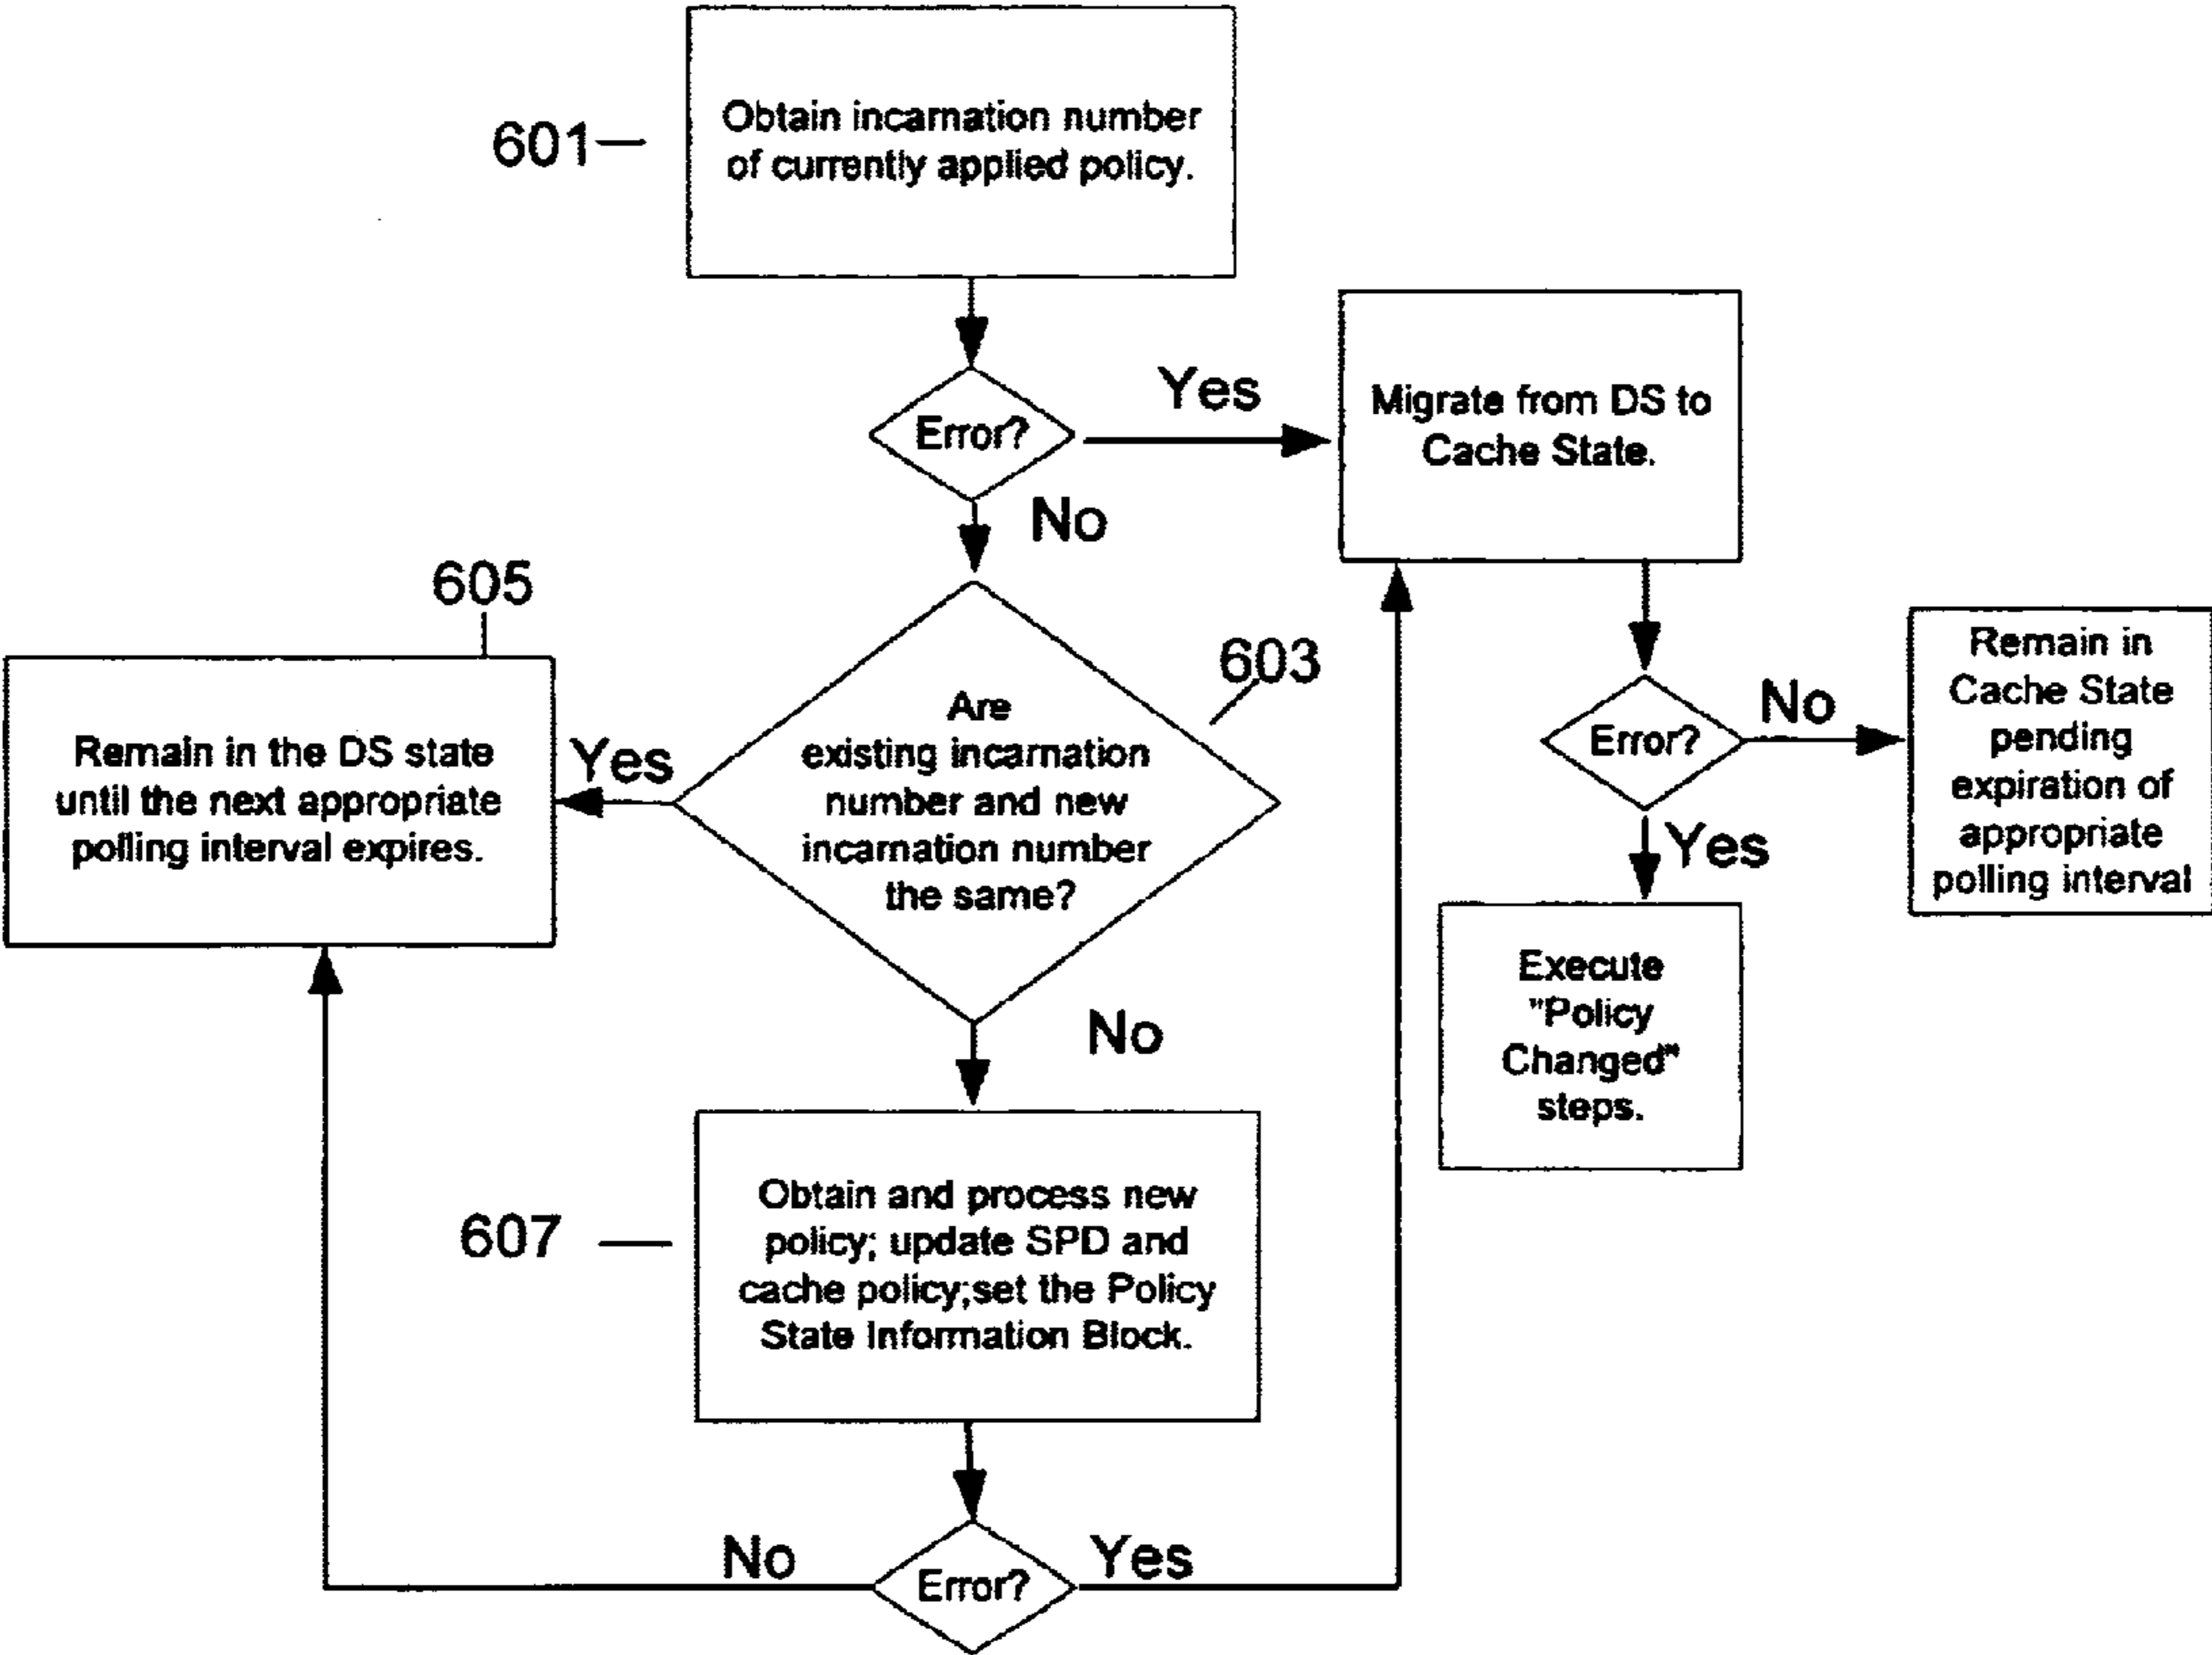 601
Obtain incarnation number
of currently applied policy.
Error?
Yes
No
Migrate from DS to
Cache State.
605
Remain in the DS state
until the next appropriate
polling interval expires.
Yes
603
Are
existing incarnation
number and new
incarnation number
the same?
No
Error?
No
Yes
Remain in
Cache State
pending
expiration of
appropriate
polling interval
Execute
"Policy
Changed"
steps.
607
Obtain and process new
policy; update SPD and
cache policy;set the Policy
State Information Block.
No
Error?
Yes